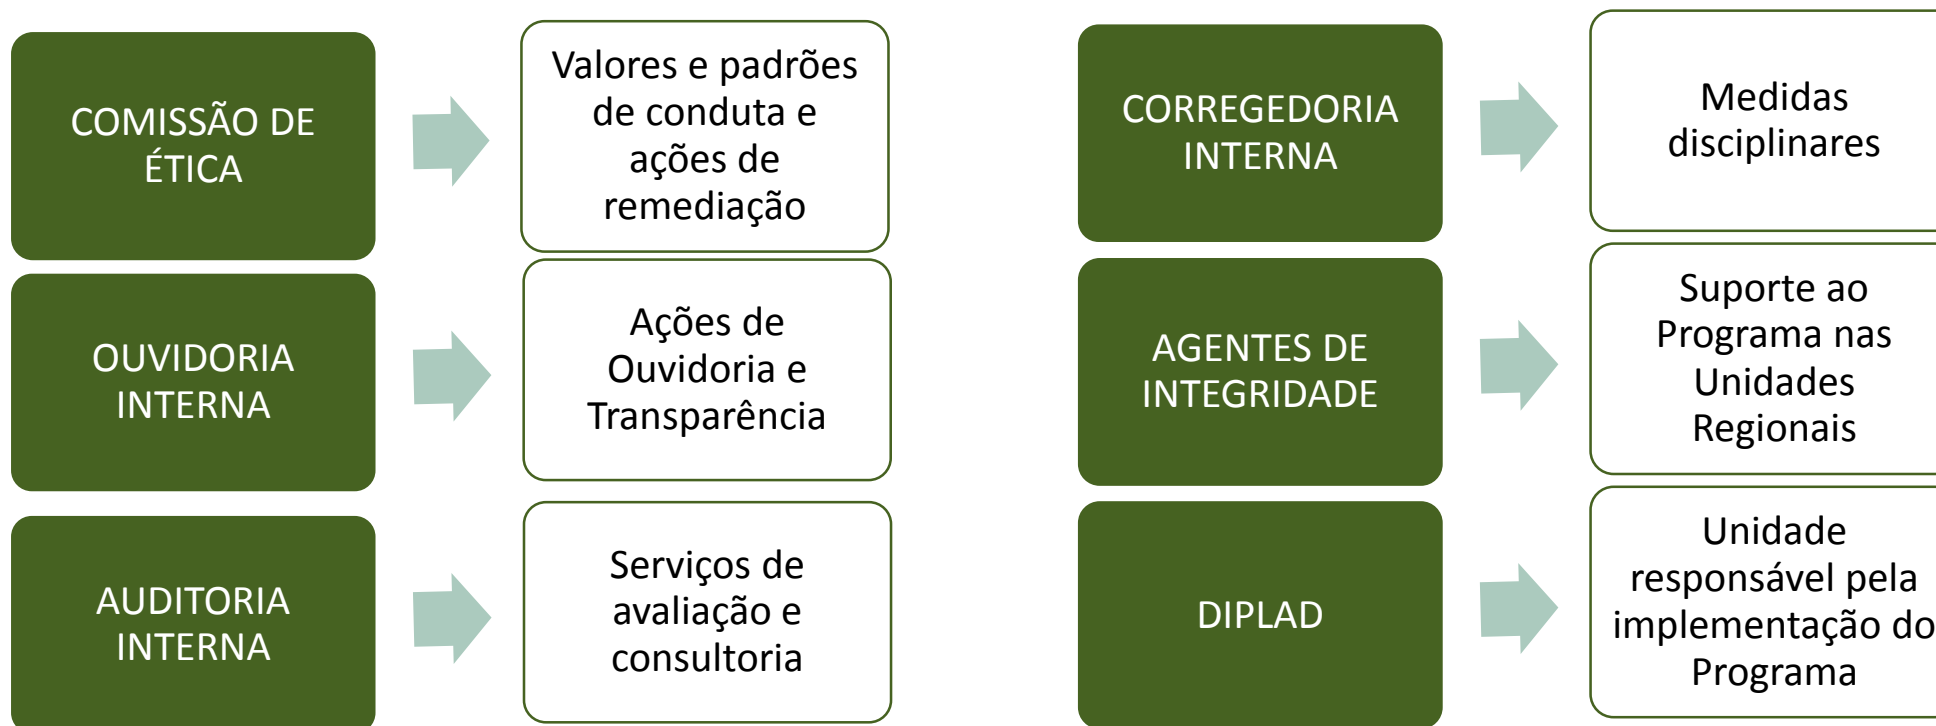 COMISSÃO DE
ÉTICA
Valores e padrões
de conduta e
ações de
remediação
OUVIDORIA
INTERNA
Ações de
Ouvidoria e
Transparência
AUDITORIA
INTERNA
Serviços de
avaliação e
consultoria
CORREGEDORIA
INTERNA
Medidas
disciplinares
AGENTES DE
INTEGRIDADE
Suporte ao
Programa nas
Unidades
Regionais
DIPLAD
Unidade
responsável pela
implementação do
Programa